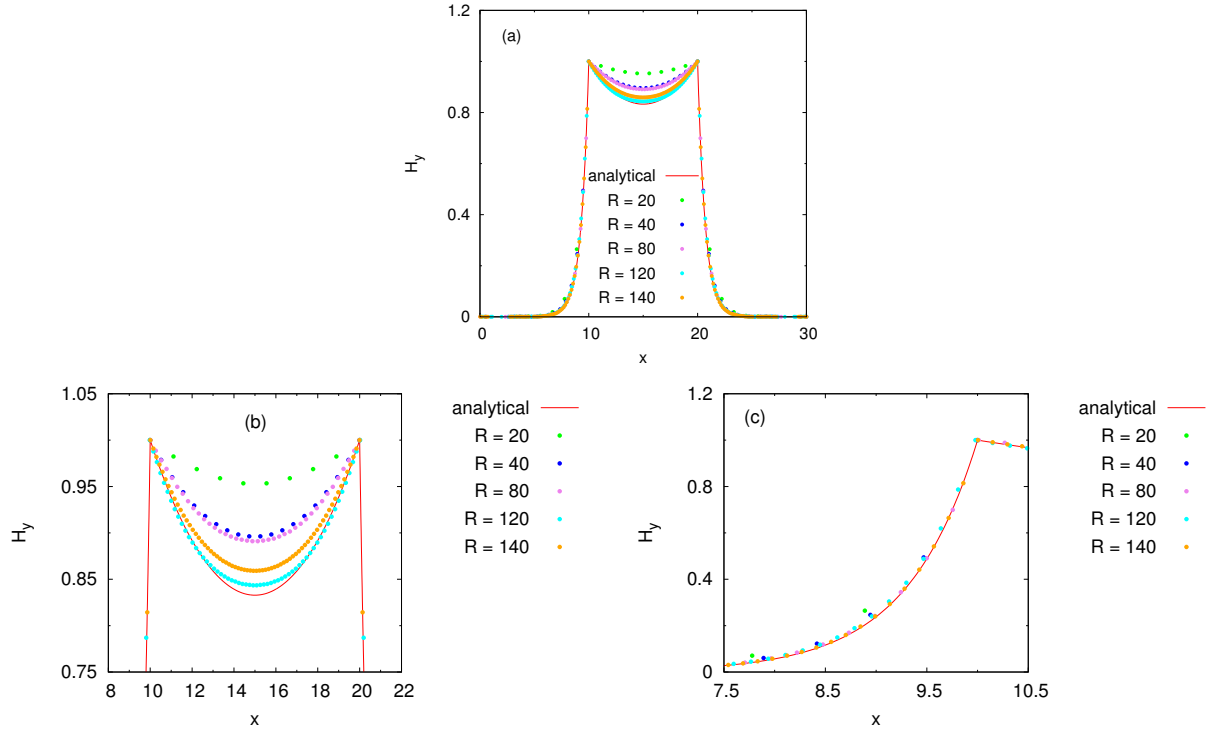 (a)
1.2
0.8
0.4
0
H_y
analytical
R = 20
R = 40
R = 80
R = 120
R = 140
0 10 20 30
x
(b)
1.05
0.95
0.85
0.75
H_y
8 10 12 14 16 18 20 22
x
analytical
R = 20
R = 40
R = 80
R = 120
R = 140
(c)
1.2
0.8
0.4
0
H_y
7.5 8.5 9.5 10.5
x
analytical
R = 20
R = 40
R = 80
R = 120
R = 140